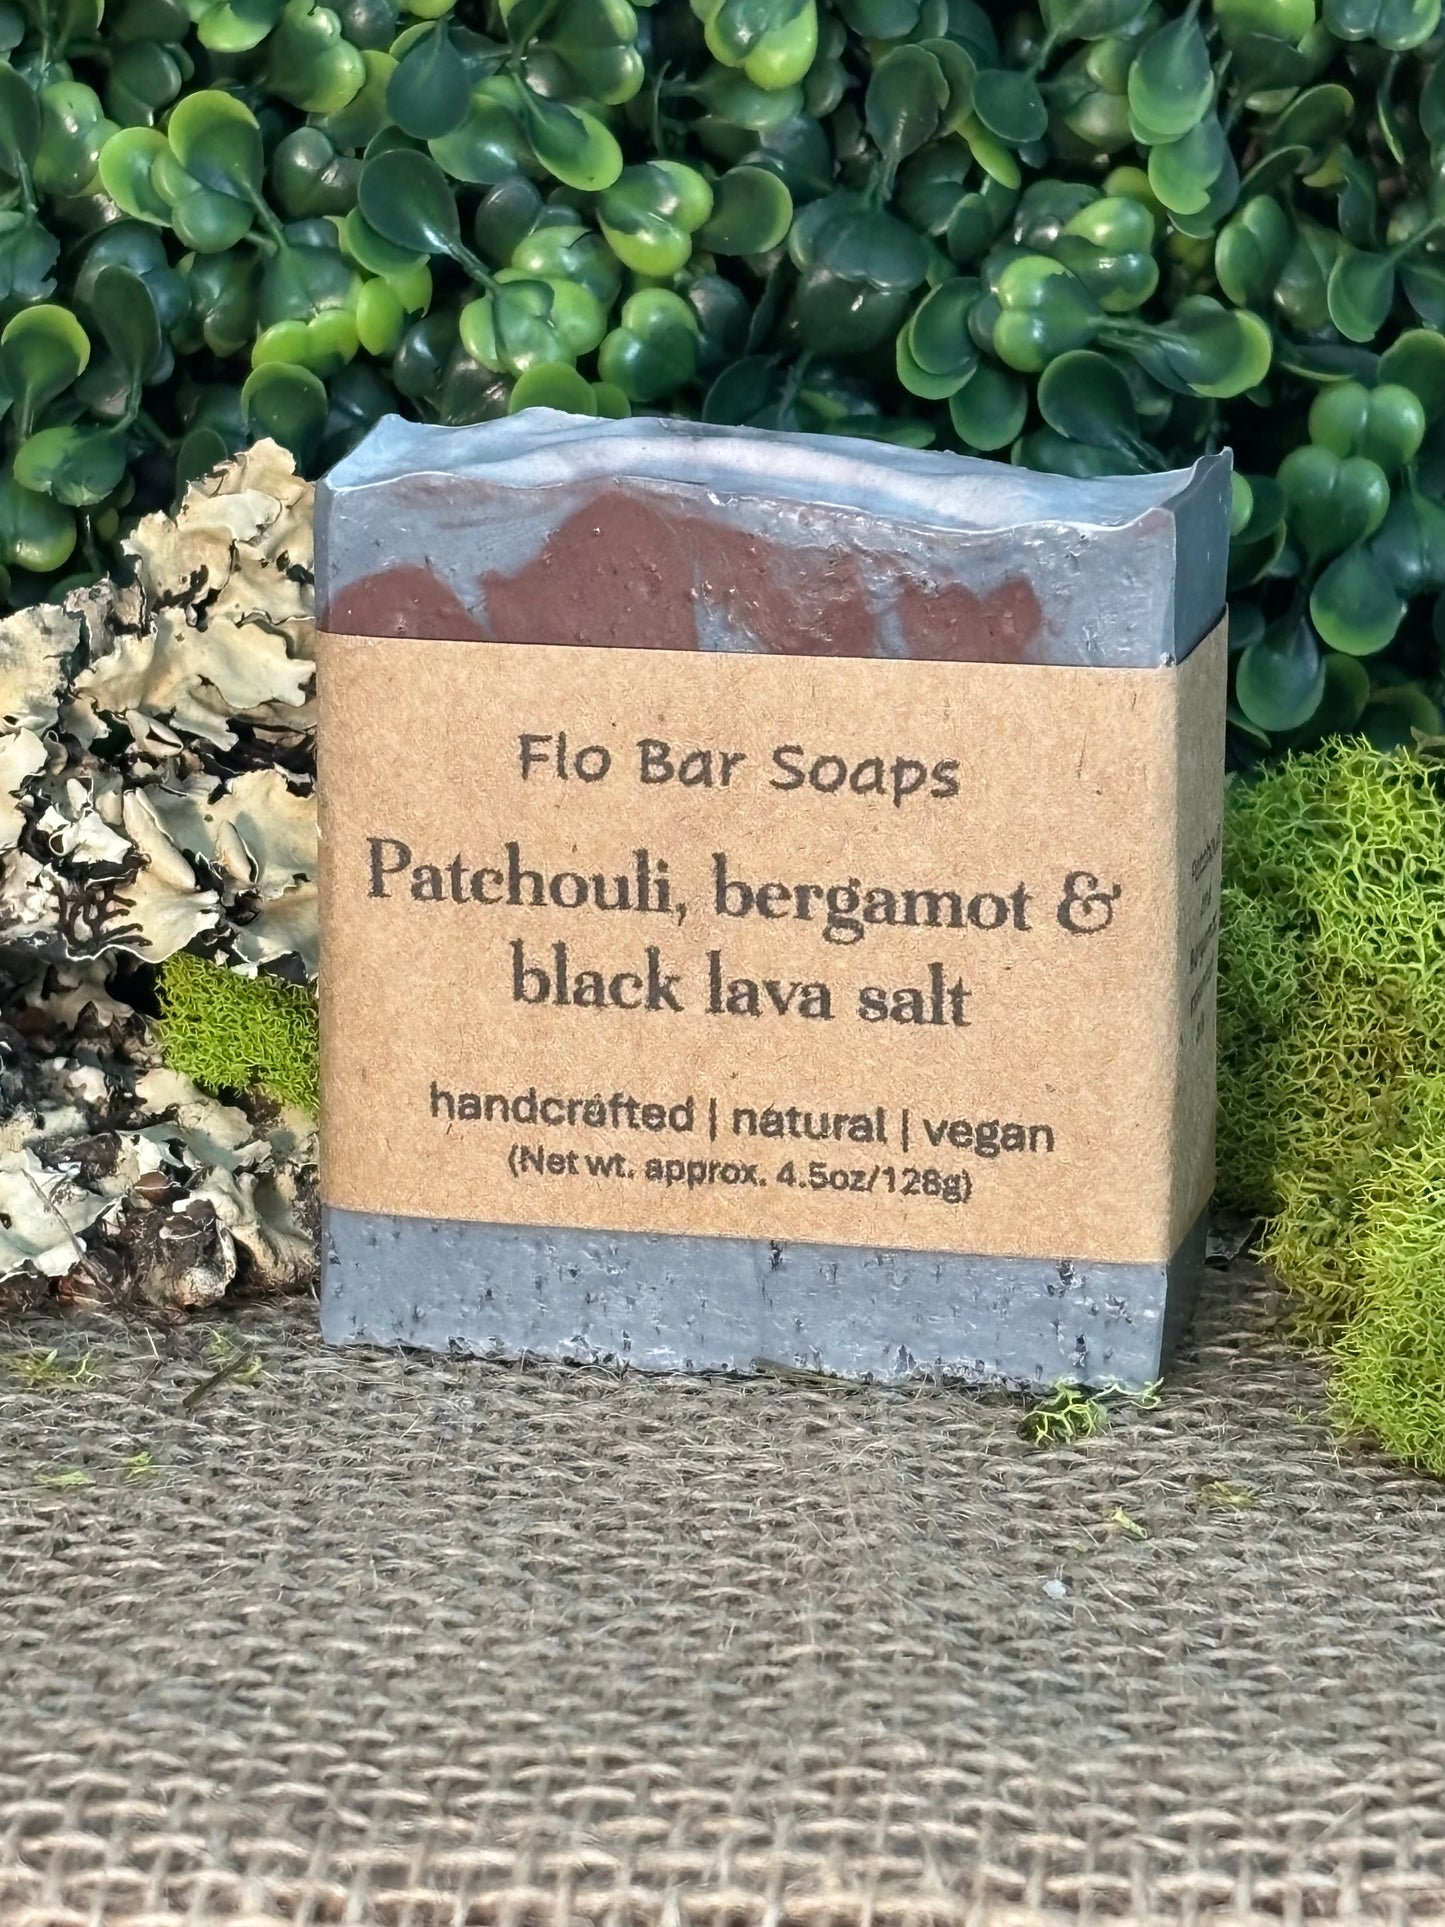 Flo Bar Soaps
Patchouli, bergamot &
black lava salt
handcrafted | natural | vegan
(Net wt. approx. 4.5oz/128g)